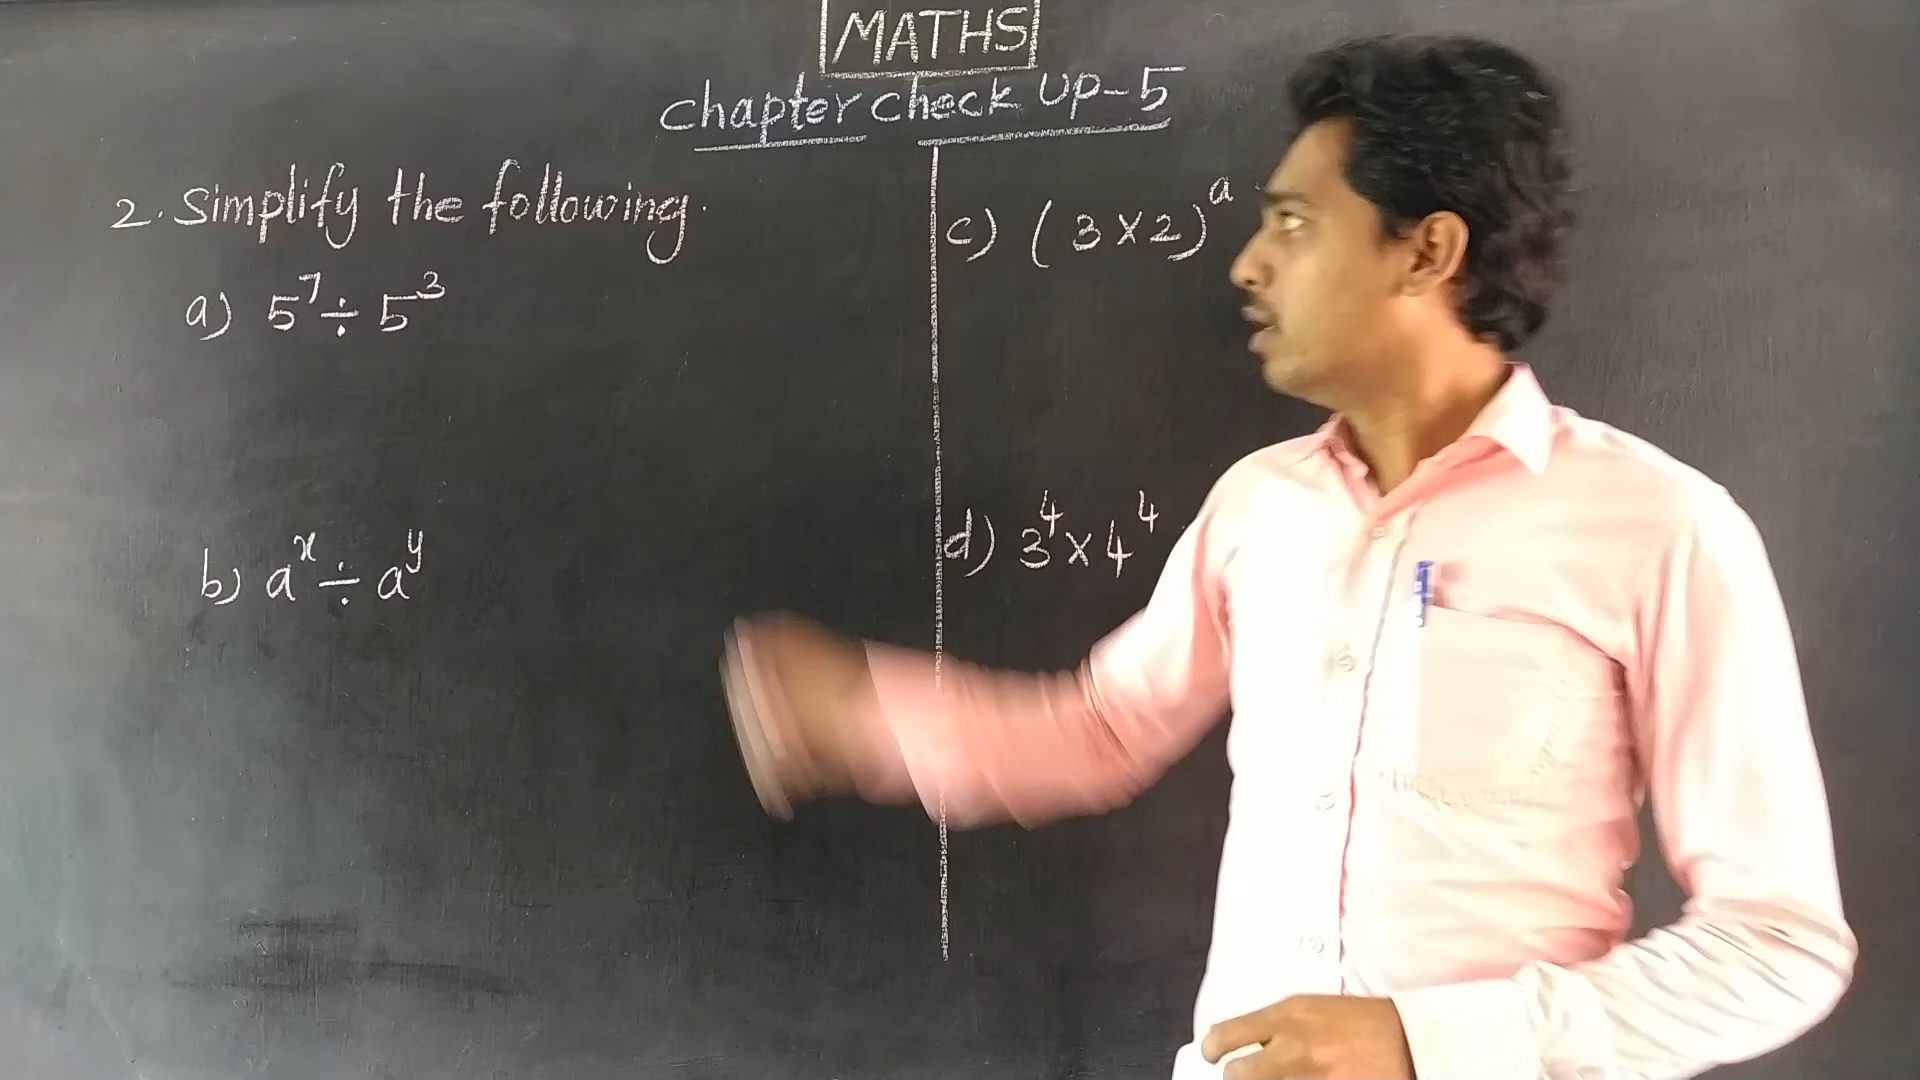 MATHS
Chapter Check Up-5
2. Simplify the following.
a) 5⁷ ÷ 5³
b) aˣ ÷ aʸ
c) (3×2)ᵃ
d) 3⁴×4⁴